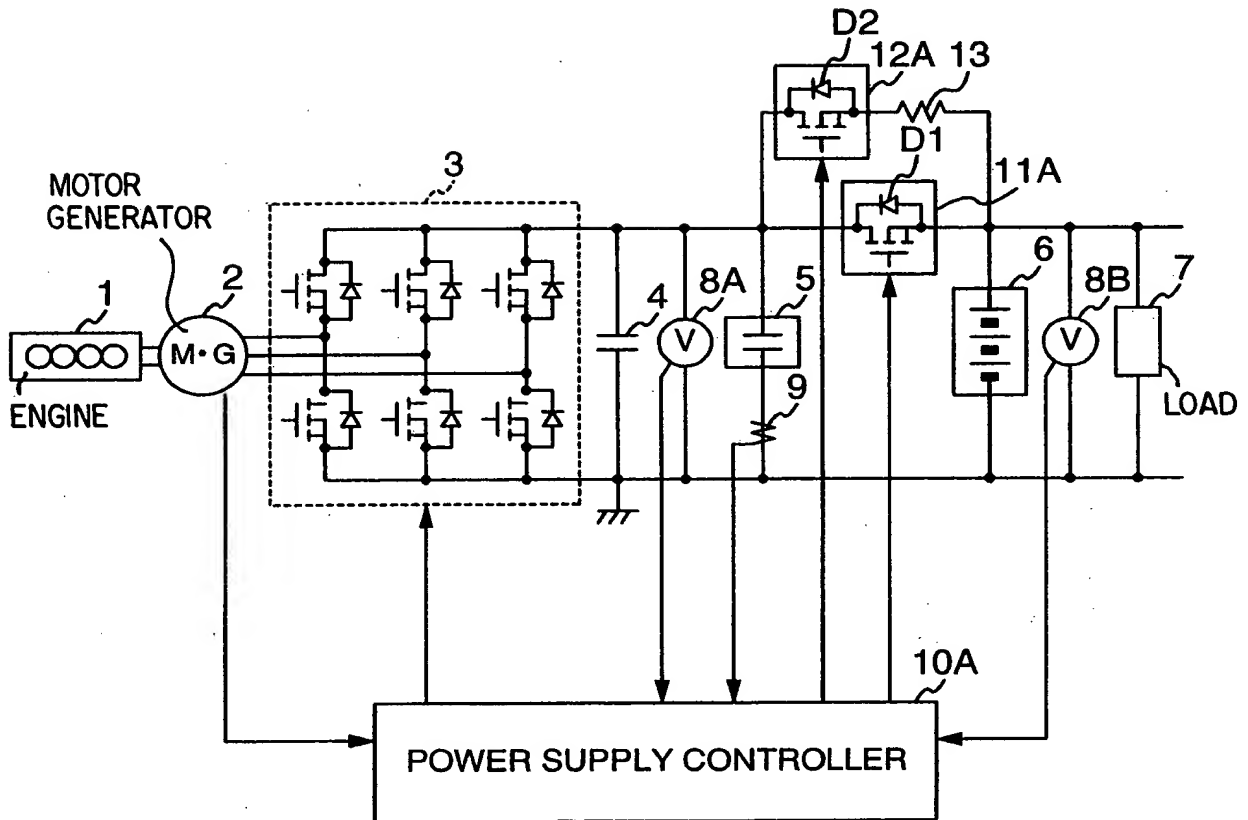 D2
12A
13
D1
11A
3
MOTOR
GENERATOR
1
2
4
8A
5
6
8B
7
M·G
V
V
9
ENGINE
LOAD
10A
POWER SUPPLY CONTROLLER